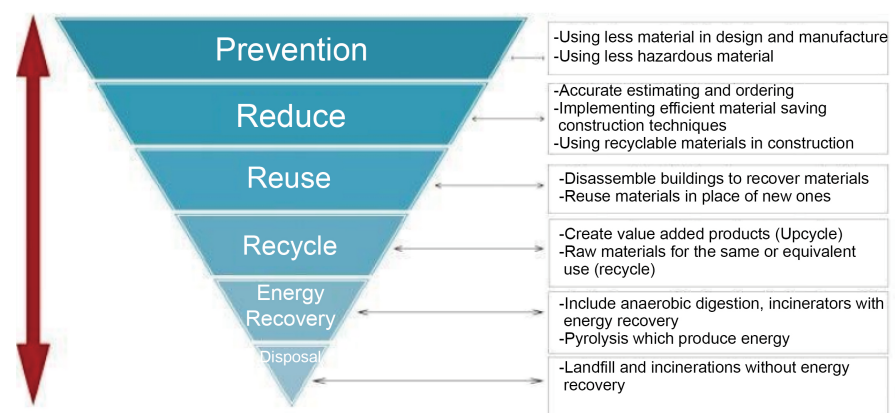 Prevention
-Using less material in design and manufacture
-Using less hazardous material
Reduce
-Accurate estimating and ordering
-Implementing efficient material saving
construction techniques
-Using recyclable materials in construction
Reuse
-Disassemble buildings to recover materials
-Reuse materials in place of new ones
Recycle
-Create value added products (Upcycle)
-Raw materials for the same or equivalent
use (recycle)
Energy
Recovery
-Include anaerobic digestion, incinerators with
energy recovery
-Pyrolysis which produce energy
Disposal
-Landfill and incinerations without energy
recovery